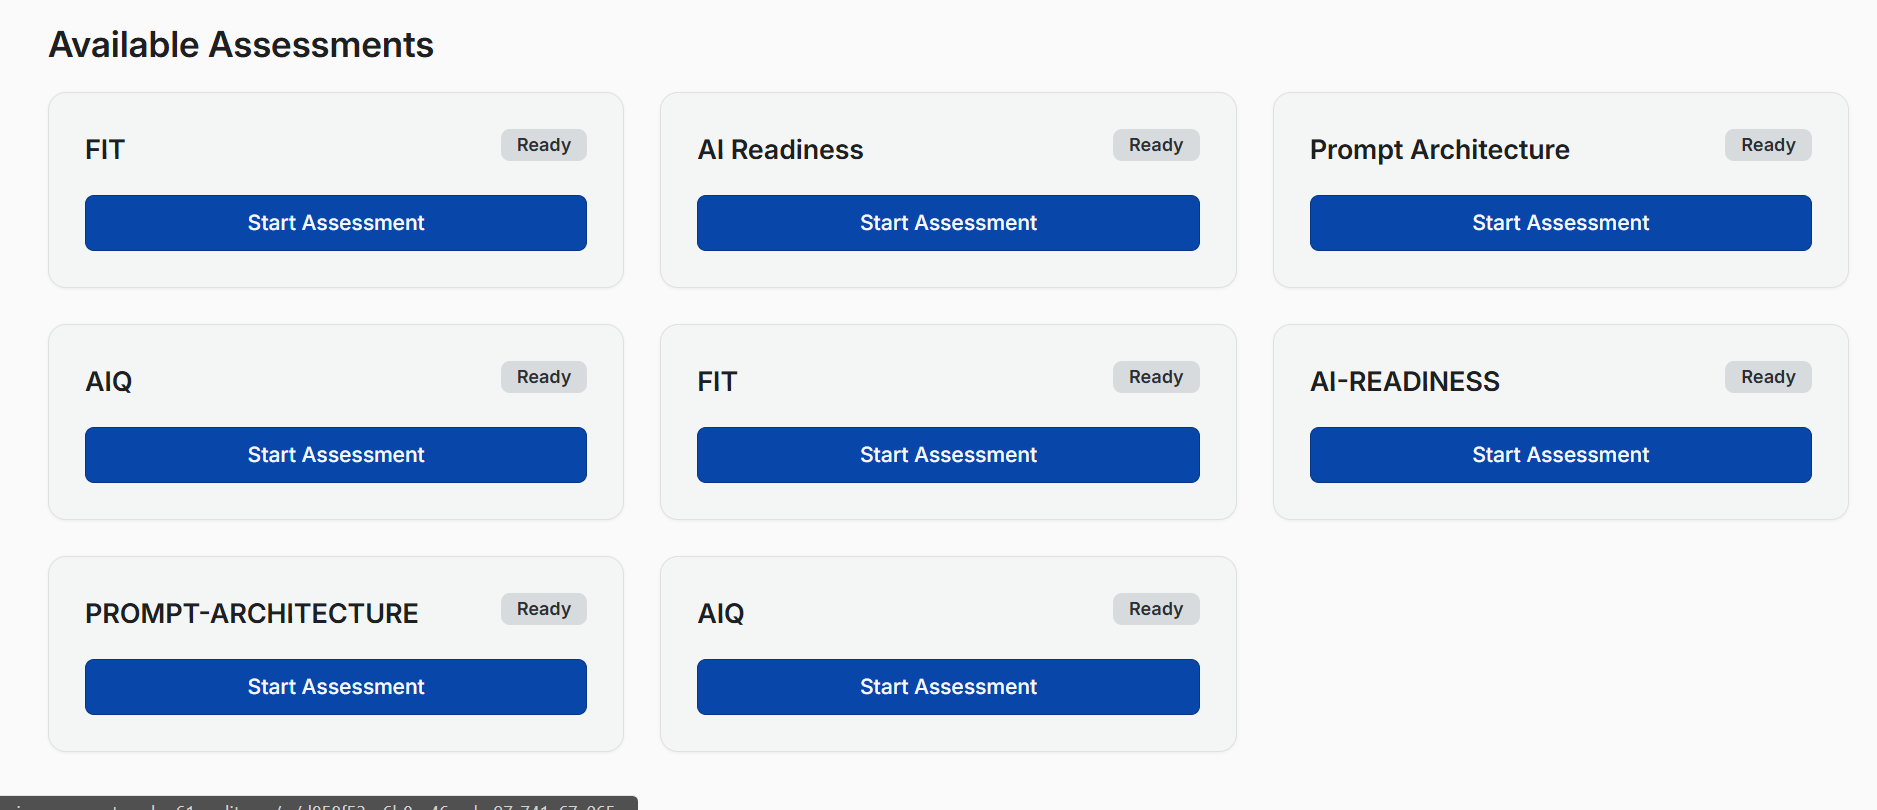 Available Assessments
FIT
Ready
Start Assessment
AI Readiness
Ready
Start Assessment
Prompt Architecture
Ready
Start Assessment
AIQ
Ready
Start Assessment
FIT
Ready
Start Assessment
AI-READINESS
Ready
Start Assessment
PROMPT-ARCHITECTURE
Ready
Start Assessment
AIQ
Ready
Start Assessment